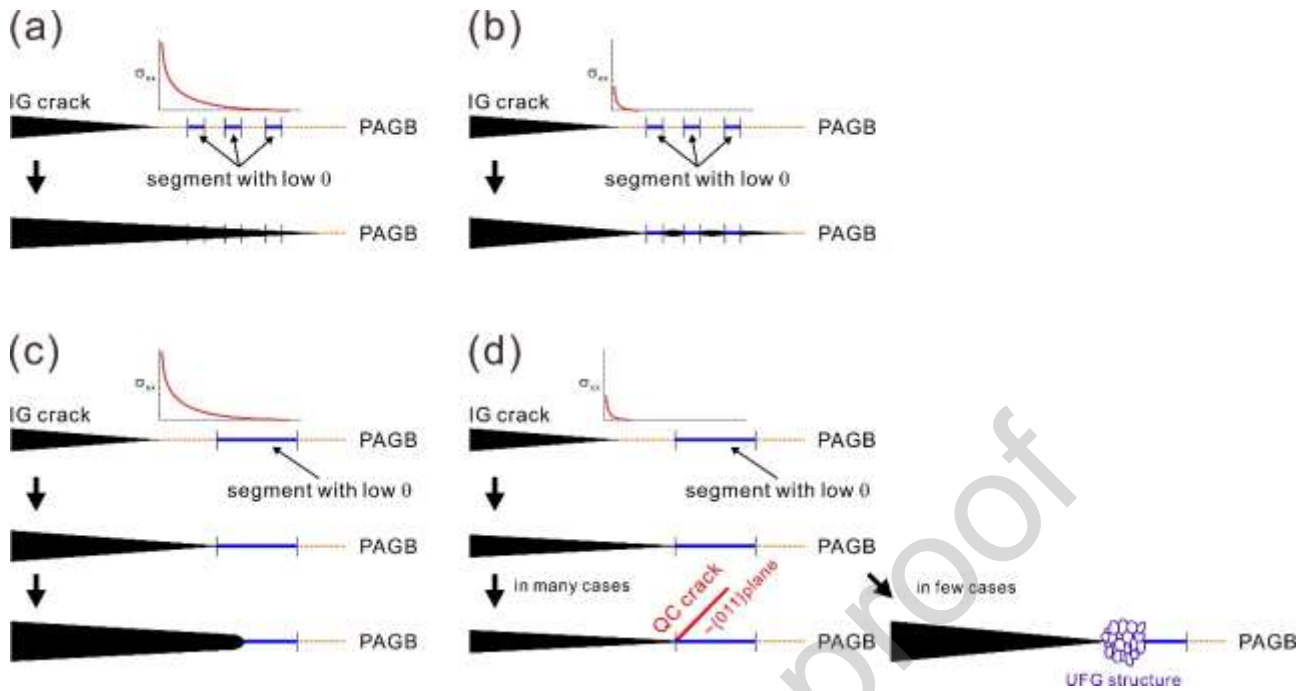 (a)
σxx
IG crack
PAGB
segment with low θ
PAGB
(b)
σxx
IG crack
PAGB
segment with low θ
PAGB
(c)
σxx
IG crack
PAGB
segment with low θ
PAGB
PAGB
(d)
σxx
IG crack
PAGB
segment with low θ
PAGB
in many cases
QC crack
~{011}plane
in few cases
PAGB
PAGB
UFG structure
proof